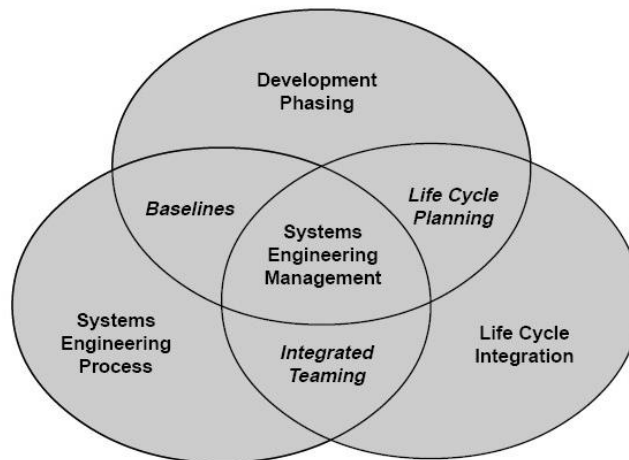 Development
Phasing
Baselines
Life Cycle
Planning
Systems
Engineering
Management
Systems
Engineering
Process
Integrated
Teaming
Life Cycle
Integration